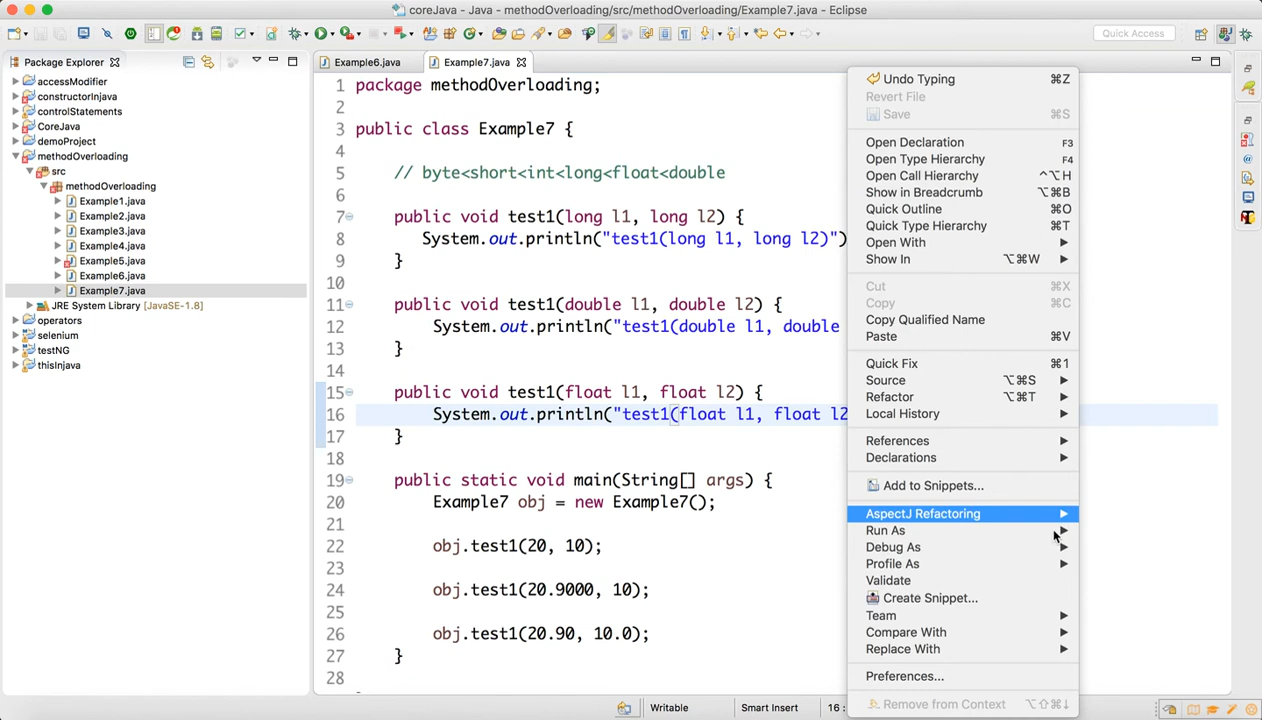 coreJava - methodOverloading/src/methodOverloading/Example7.java - Eclipse
Quick Access
Package Explorer
accessModifier
constructorInjava
controlStatements
CoreJava
demoProject
methodOverloading
src
methodOverloading
Example1.java
Example2.java
Example3.java
Example4.java
Example5.java
Example6.java
Example7.java
JRE System Library [JavaSE-1.8]
operators
selenium
testNG
thisInjava
Example6.java
Example7.java
1 package methodOverloading;
2
3 public class Example7 {
4
5 // byte<short<int<long<float<double
6
7 public void test1(long l1, long l2) {
8 System.out.println("test1(long l1, long l2)")
9 }
10
11 public void test1(double l1, double l2) {
12 System.out.println("test1(double l1, double
13 }
14
15 public void test1(float l1, float l2) {
16 System.out.println("test1(float l1, float l2
17 }
18
19 public static void main(String[] args) {
20 Example7 obj = new Example7();
21
22 obj.test1(20, 10);
23
24 obj.test1(20.9000, 10);
25
26 obj.test1(20.90, 10.0);
27 }
28
Undo Typing ⌘Z
Revert File
Save ⌘S
Open Declaration F3
Open Type Hierarchy F4
Open Call Hierarchy ^⌥H
Show in Breadcrumb ⌥⌘B
Quick Outline ⌘O
Quick Type Hierarchy ⌘T
Open With
Show In ⌥⌘W
Cut ⌘X
Copy ⌘C
Copy Qualified Name
Paste ⌘V
Quick Fix ⌘1
Source ⌥⌘S
Refactor ⌥⌘T
Local History
References
Declarations
Add to Snippets...
AspectJ Refactoring
Run As
Debug As
Profile As
Validate
Create Snippet...
Team
Compare With
Replace With
Preferences...
Remove from Context ⌥⇧⌘↓
Writable
Smart Insert
16 :